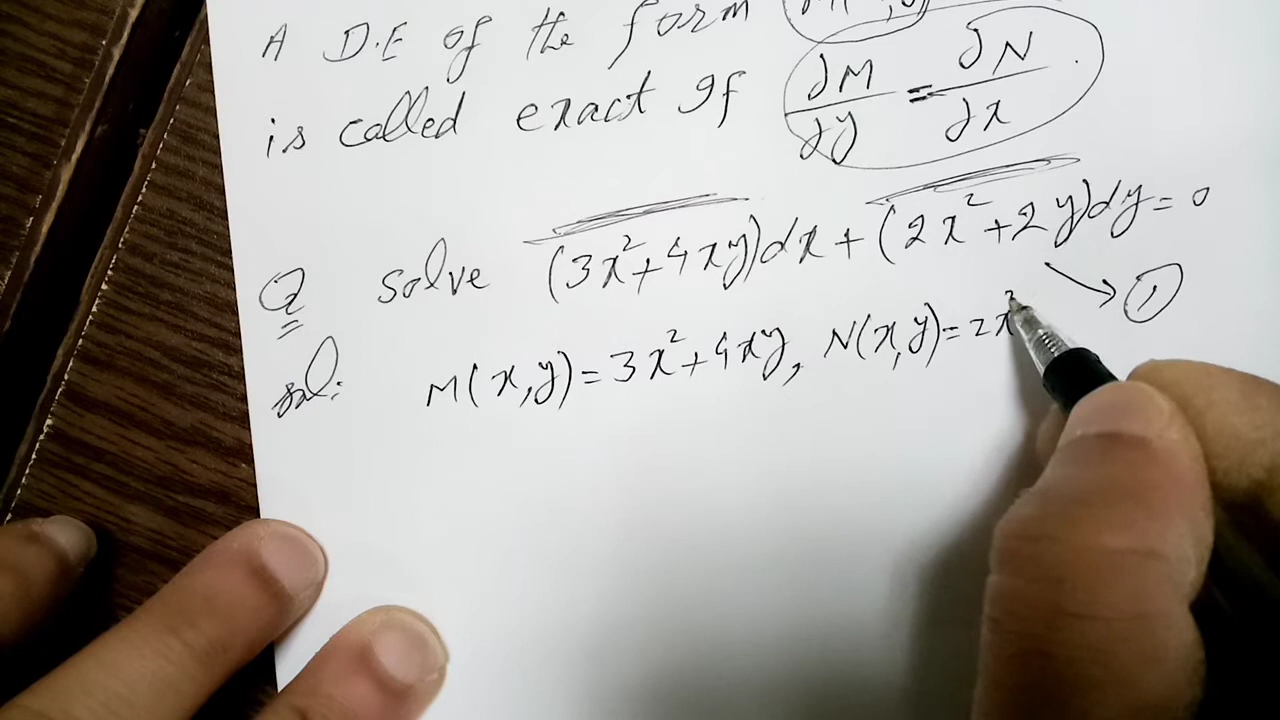 A D.E of the form
is called exact If ∂M/∂y = ∂N/∂x
Q solve (3x²+4xy)dx+(2x²+2y)dy=0
→ 1
sol: M(x,y)=3x²+4xy, N(x,y)=2x²